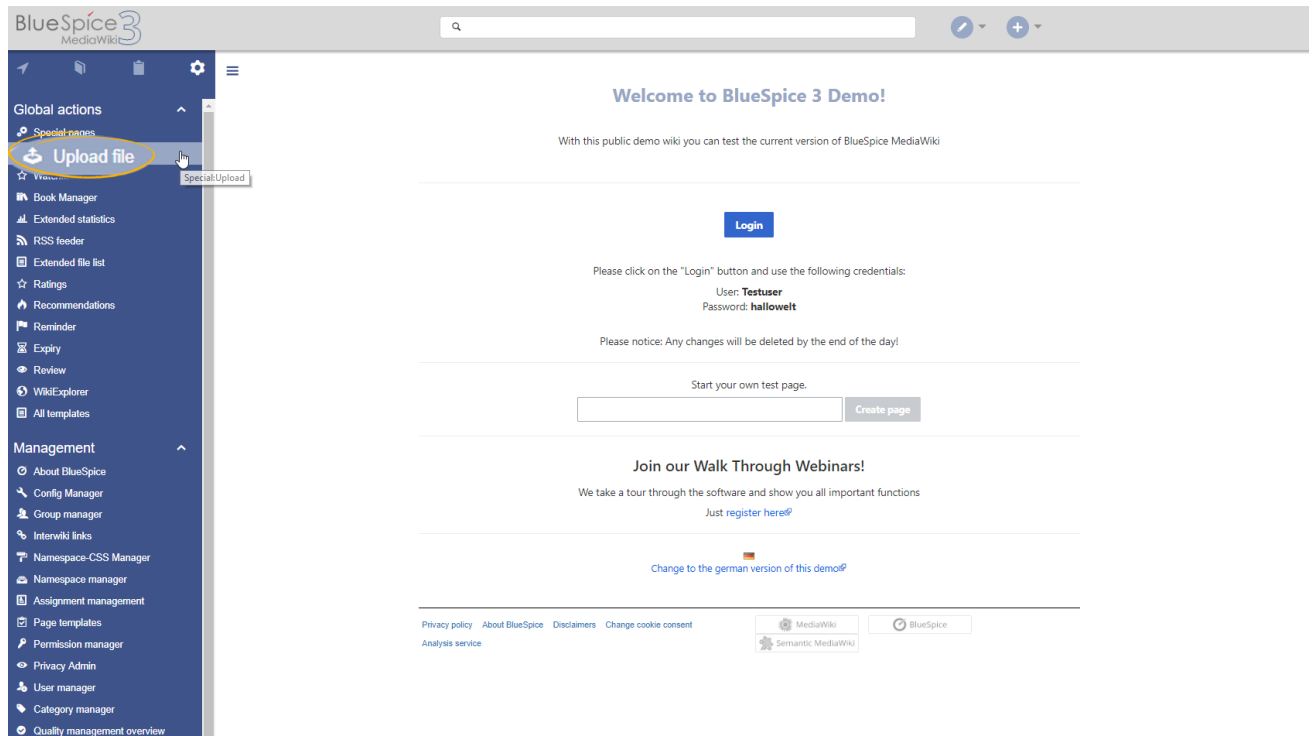 BlueSpice 3
MediaWiki
Global actions
Special pages
Upload file
Special:Upload
Book Manager
Extended statistics
RSS feeder
Extended file list
Ratings
Recommendations
Reminder
Expiry
Review
WikiExplorer
All templates
Management
About BlueSpice
Config Manager
Group manager
Interwiki links
Namespace-CSS Manager
Namespace manager
Assignment management
Page templates
Permission manager
Privacy Admin
User manager
Category manager
Quality management overview
Welcome to BlueSpice 3 Demo!
With this public demo wiki you can test the current version of BlueSpice MediaWiki
Login
Please click on the "Login" button and use the following credentials:
User: Testuser
Password: hallowelt
Please notice: Any changes will be deleted by the end of the day!
Start your own test page.
Create page
Join our Walk Through Webinars!
We take a tour through the software and show you all important functions
Just register here
Change to the german version of this demo
Privacy policy About BlueSpice Disclaimers Change cookie consent
Analysis service
MediaWiki
BlueSpice
Semantic MediaWiki